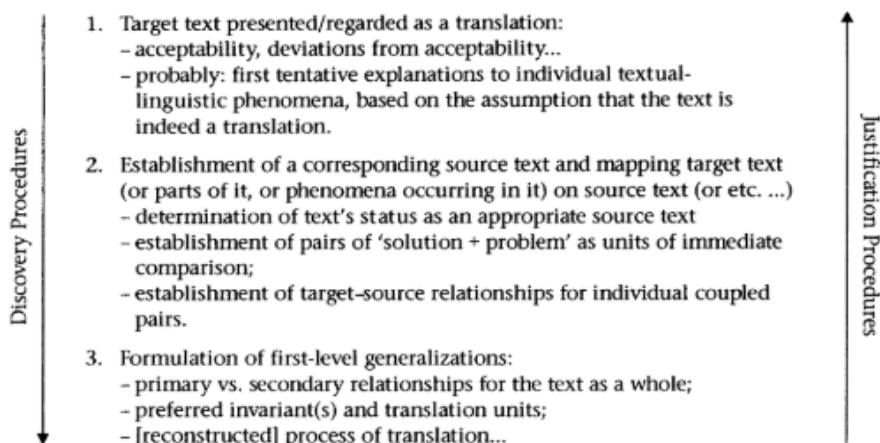 Discovery Procedures
1. Target text presented/regarded as a translation:
– acceptability, deviations from acceptability...
– probably: first tentative explanations to individual textual-
linguistic phenomena, based on the assumption that the text is
indeed a translation.
2. Establishment of a corresponding source text and mapping target text
(or parts of it, or phenomena occurring in it) on source text (or etc. ...)
– determination of text's status as an appropriate source text
– establishment of pairs of ‘solution + problem’ as units of immediate
comparison;
– establishment of target–source relationships for individual coupled
pairs.
3. Formulation of first-level generalizations:
– primary vs. secondary relationships for the text as a whole;
– preferred invariant(s) and translation units;
– [reconstructed] process of translation...
Justification Procedures